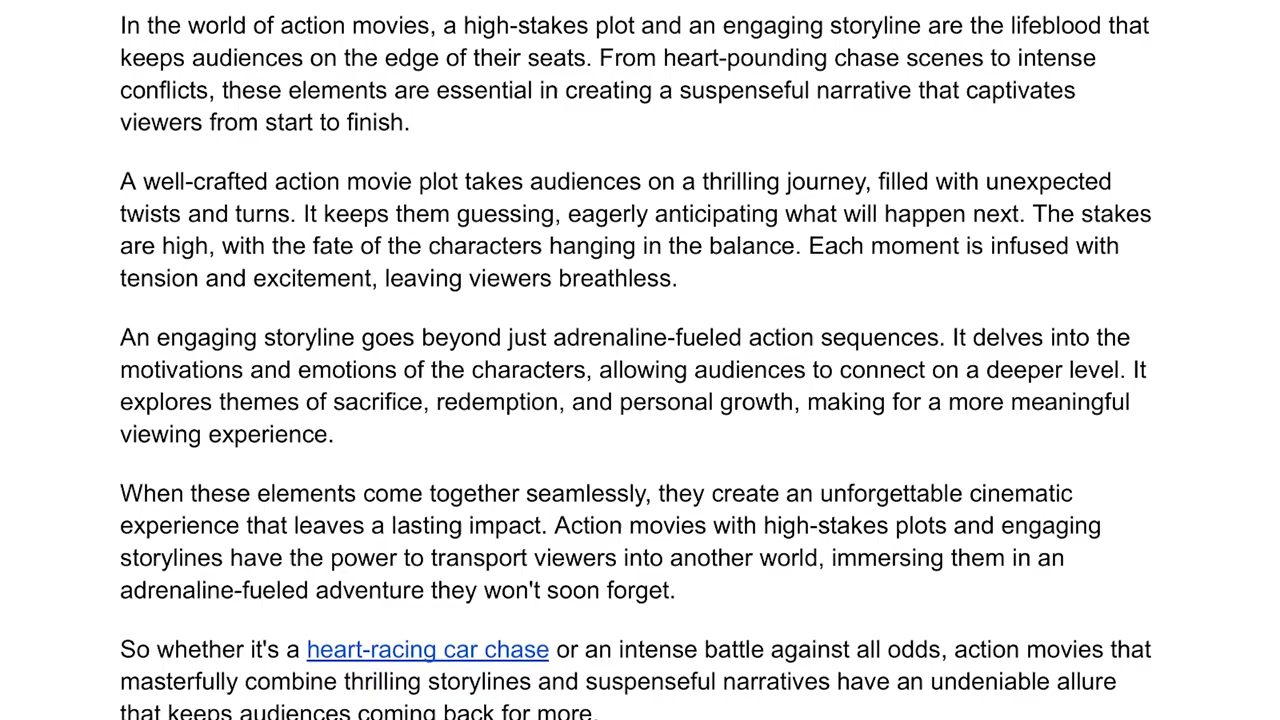 In the world of action movies, a high-stakes plot and an engaging storyline are the lifeblood that
keeps audiences on the edge of their seats. From heart-pounding chase scenes to intense
conflicts, these elements are essential in creating a suspenseful narrative that captivates
viewers from start to finish.
A well-crafted action movie plot takes audiences on a thrilling journey, filled with unexpected
twists and turns. It keeps them guessing, eagerly anticipating what will happen next. The stakes
are high, with the fate of the characters hanging in the balance. Each moment is infused with
tension and excitement, leaving viewers breathless.
An engaging storyline goes beyond just adrenaline-fueled action sequences. It delves into the
motivations and emotions of the characters, allowing audiences to connect on a deeper level. It
explores themes of sacrifice, redemption, and personal growth, making for a more meaningful
viewing experience.
When these elements come together seamlessly, they create an unforgettable cinematic
experience that leaves a lasting impact. Action movies with high-stakes plots and engaging
storylines have the power to transport viewers into another world, immersing them in an
adrenaline-fueled adventure they won't soon forget.
So whether it's a heart-racing car chase or an intense battle against all odds, action movies that
masterfully combine thrilling storylines and suspenseful narratives have an undeniable allure
that keeps audiences coming back for more.